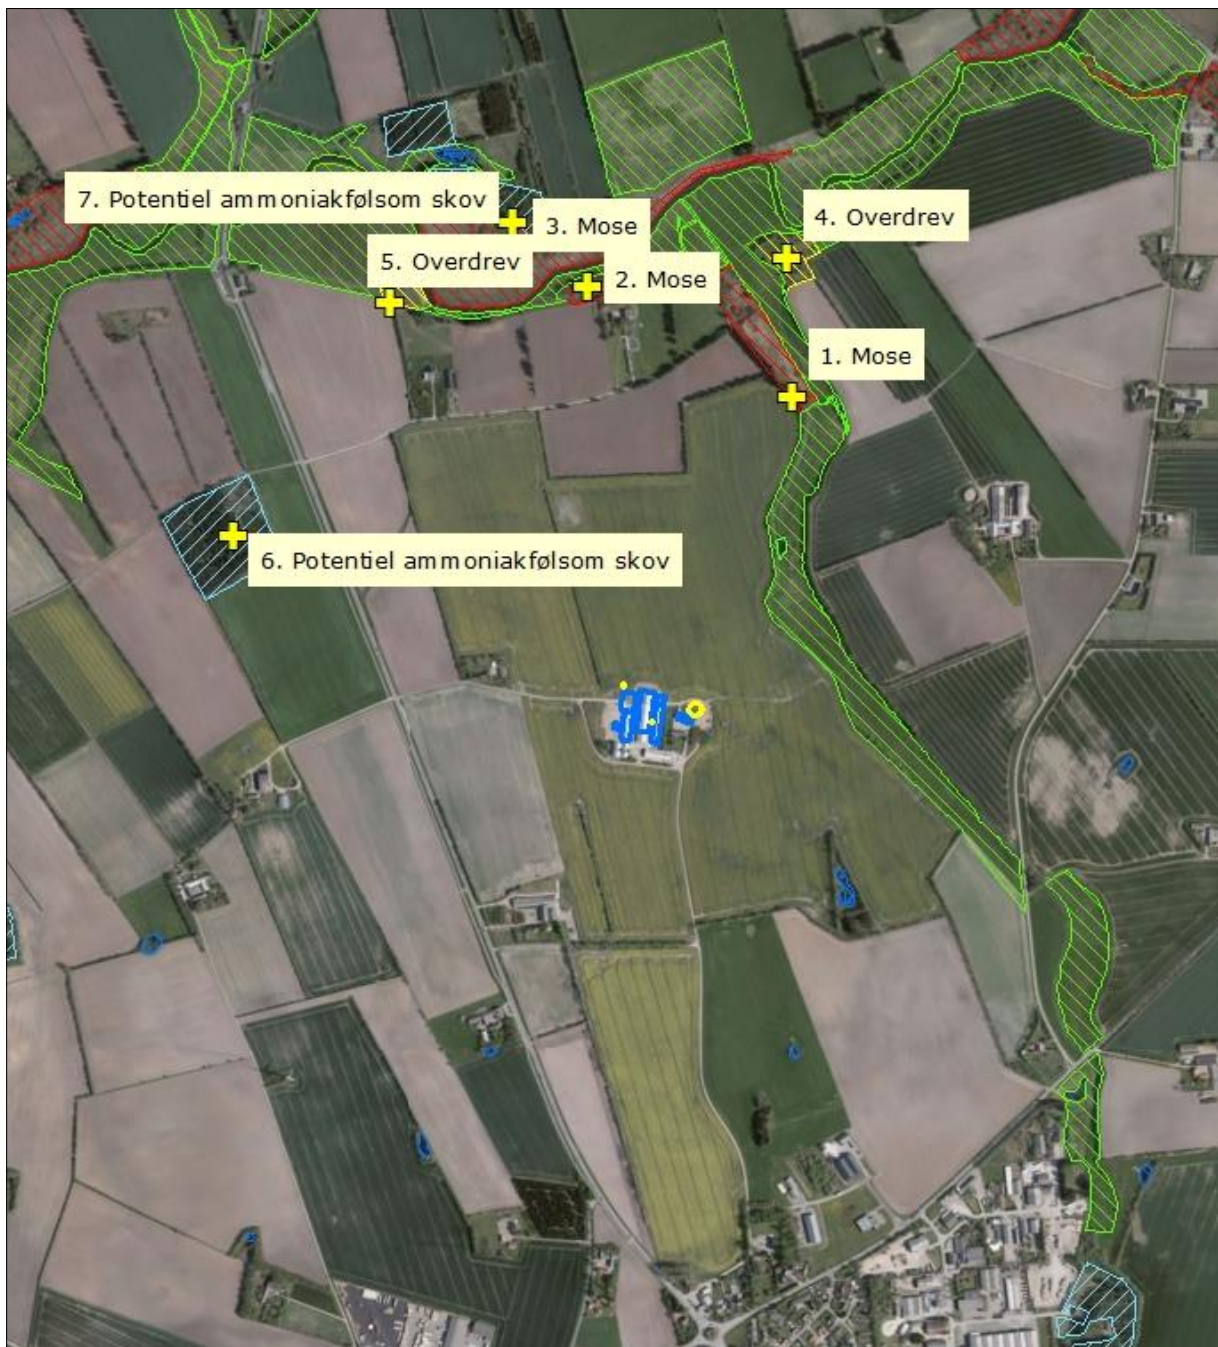 7. Potentiel ammoniakfølsom skov
4. Overdrev
3. Mose
5. Overdrev
2. Mose
1. Mose
6. Potentiel ammoniakfølsom skov